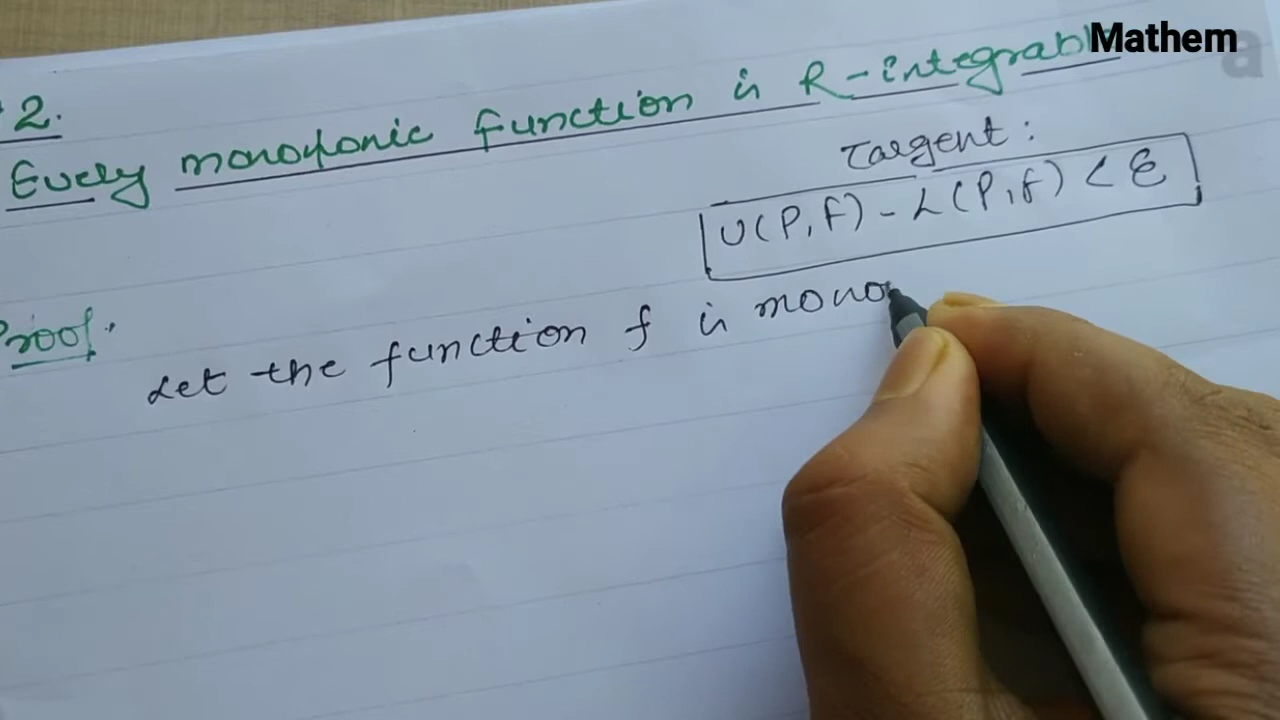 Mathem a
2.
Every monotonic function is R-integrabl
Target:
U(P,f) - L(P,f) < ε
Proof.
Let the function f is mono